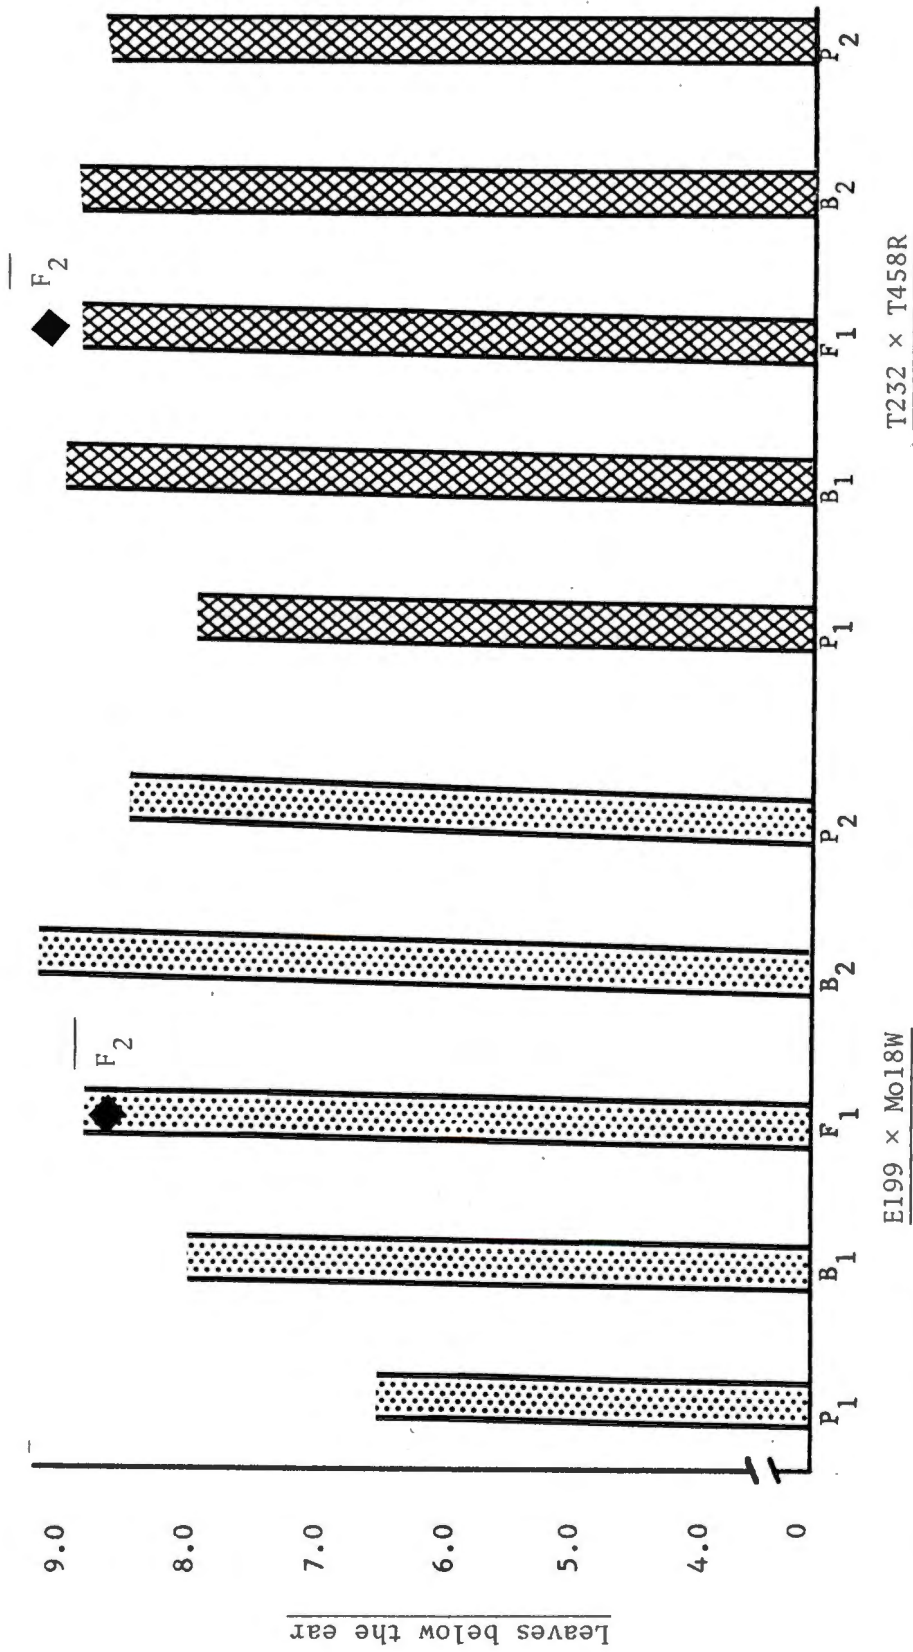 Leaves below the ear
9.0
8.0
7.0
6.0
5.0
4.0
0
F2
F2
P1 B1 F1 B2 P2 P1 B1 F1 B2 P2
E199 × Mo18W T232 × T458R